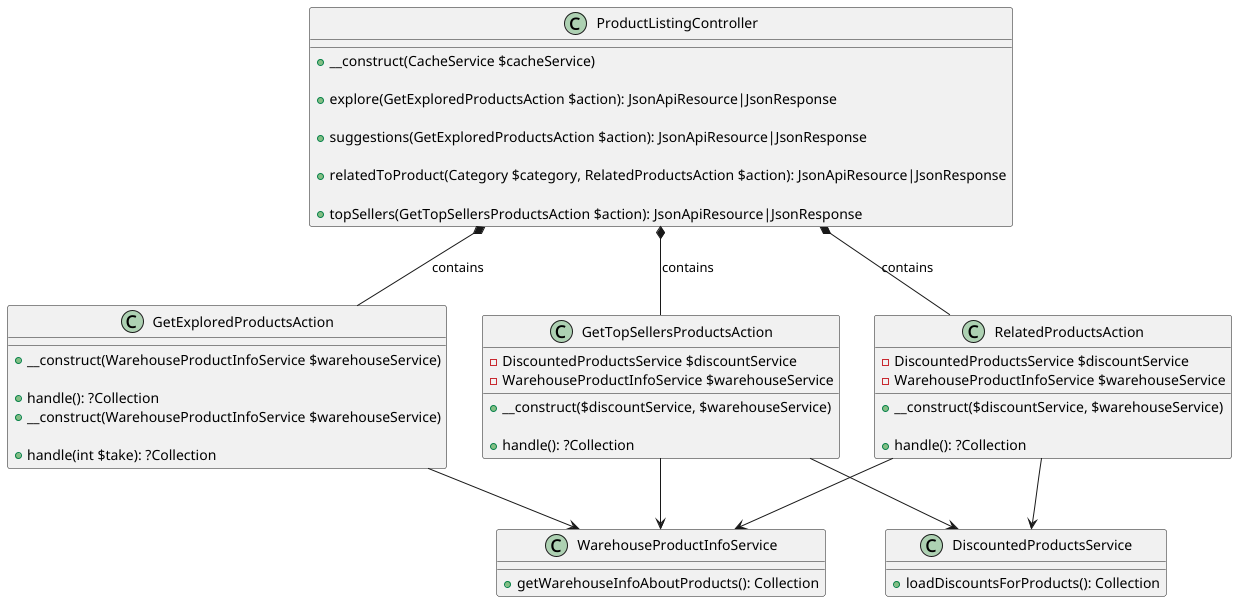 C ProductListingController
__construct(CacheService $cacheService)
explore(GetExploredProductsAction $action): JsonApiResource|JsonResponse
suggestions(GetExploredProductsAction $action): JsonApiResource|JsonResponse
relatedToProduct(Category $category, RelatedProductsAction $action): JsonApiResource|JsonResponse
topSellers(GetTopSellersProductsAction $action): JsonApiResource|JsonResponse
contains
contains
contains
C GetExploredProductsAction
__construct(WarehouseProductInfoService $warehouseService)
handle(): ?Collection
__construct(WarehouseProductInfoService $warehouseService)
handle(int $take): ?Collection
C GetTopSellersProductsAction
DiscountedProductsService $discountService
WarehouseProductInfoService $warehouseService
__construct($discountService, $warehouseService)
handle(): ?Collection
C RelatedProductsAction
DiscountedProductsService $discountService
WarehouseProductInfoService $warehouseService
__construct($discountService, $warehouseService)
handle(): ?Collection
C WarehouseProductInfoService
getWarehouseInfoAboutProducts(): Collection
C DiscountedProductsService
loadDiscountsForProducts(): Collection